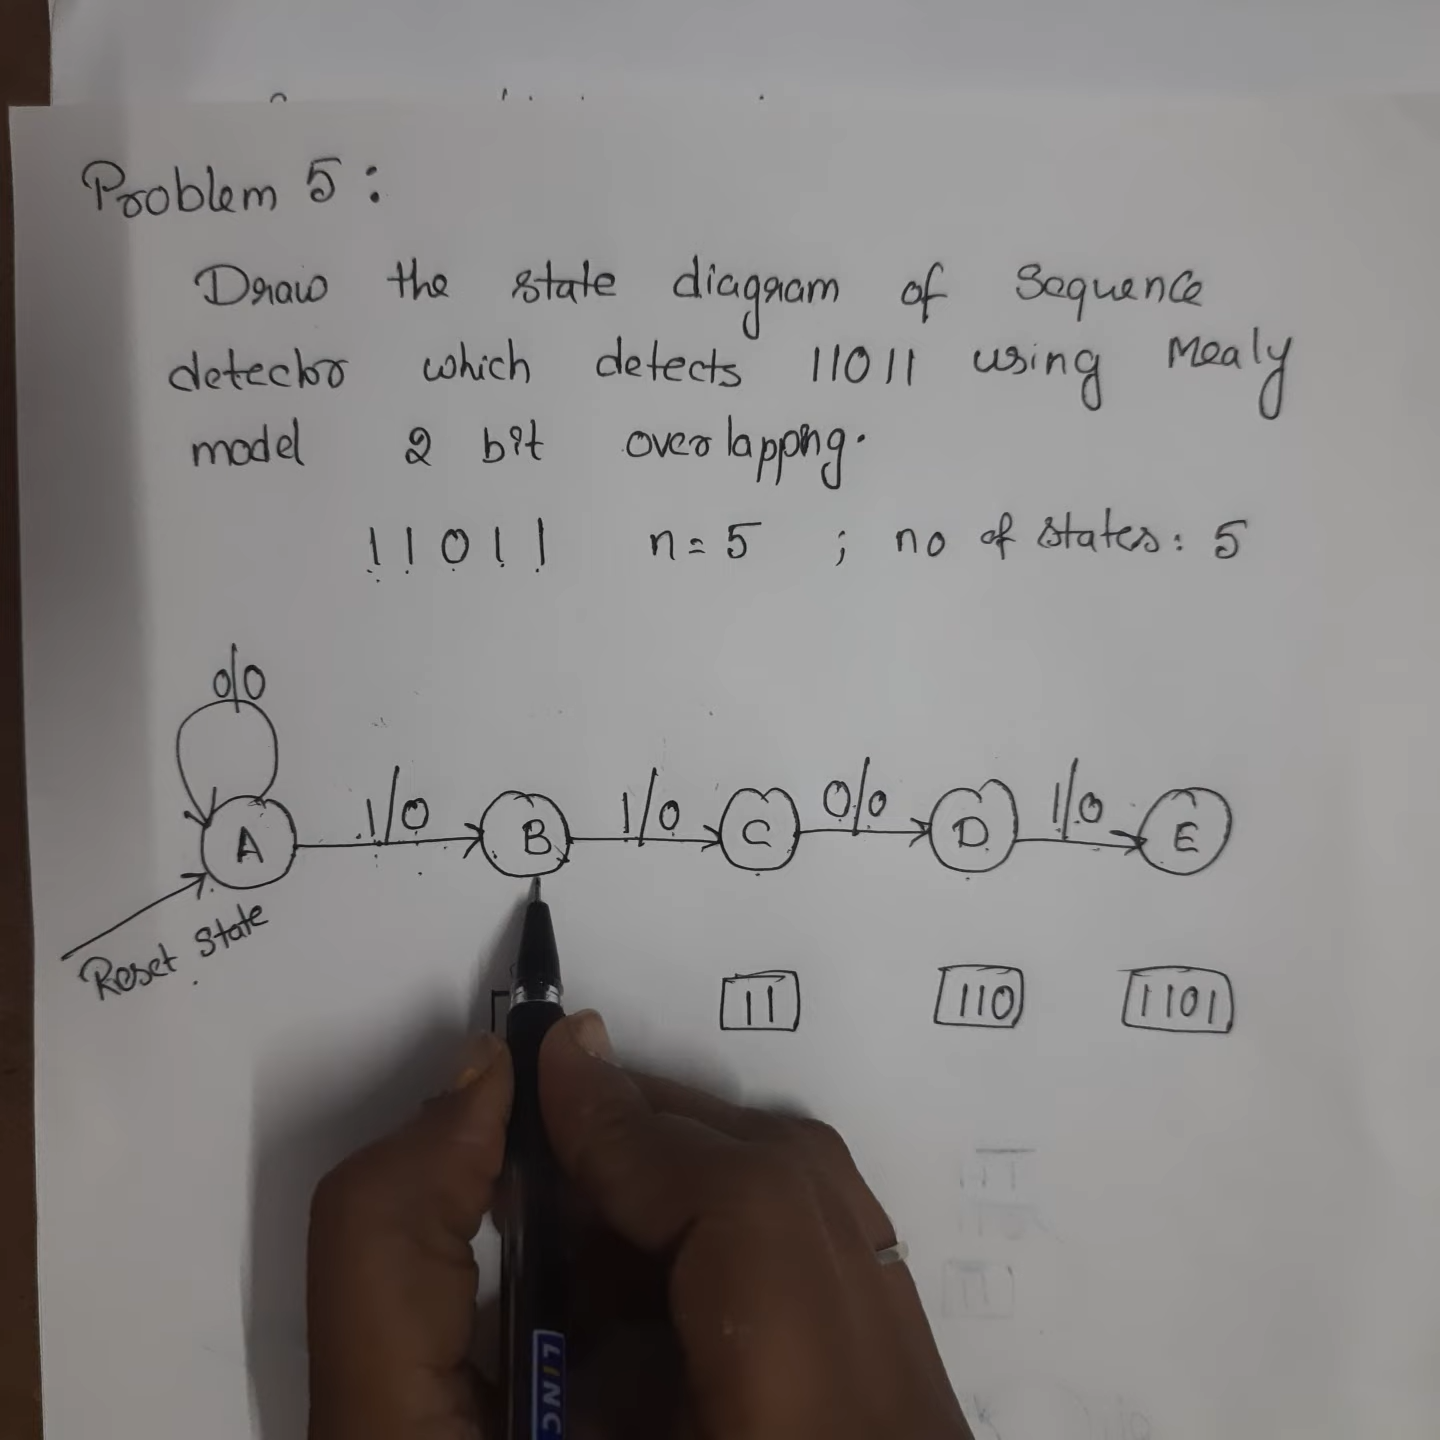 Problem 5 :
Draw the state diagram of Sequence
detector which detects 11011 using Mealy
model 2 bit overlapping.
11011 n = 5 ; no of states : 5
0/0
1/0 1/0 0/0 1/0
A B C D E
Reset state
11 110 1101
LINC